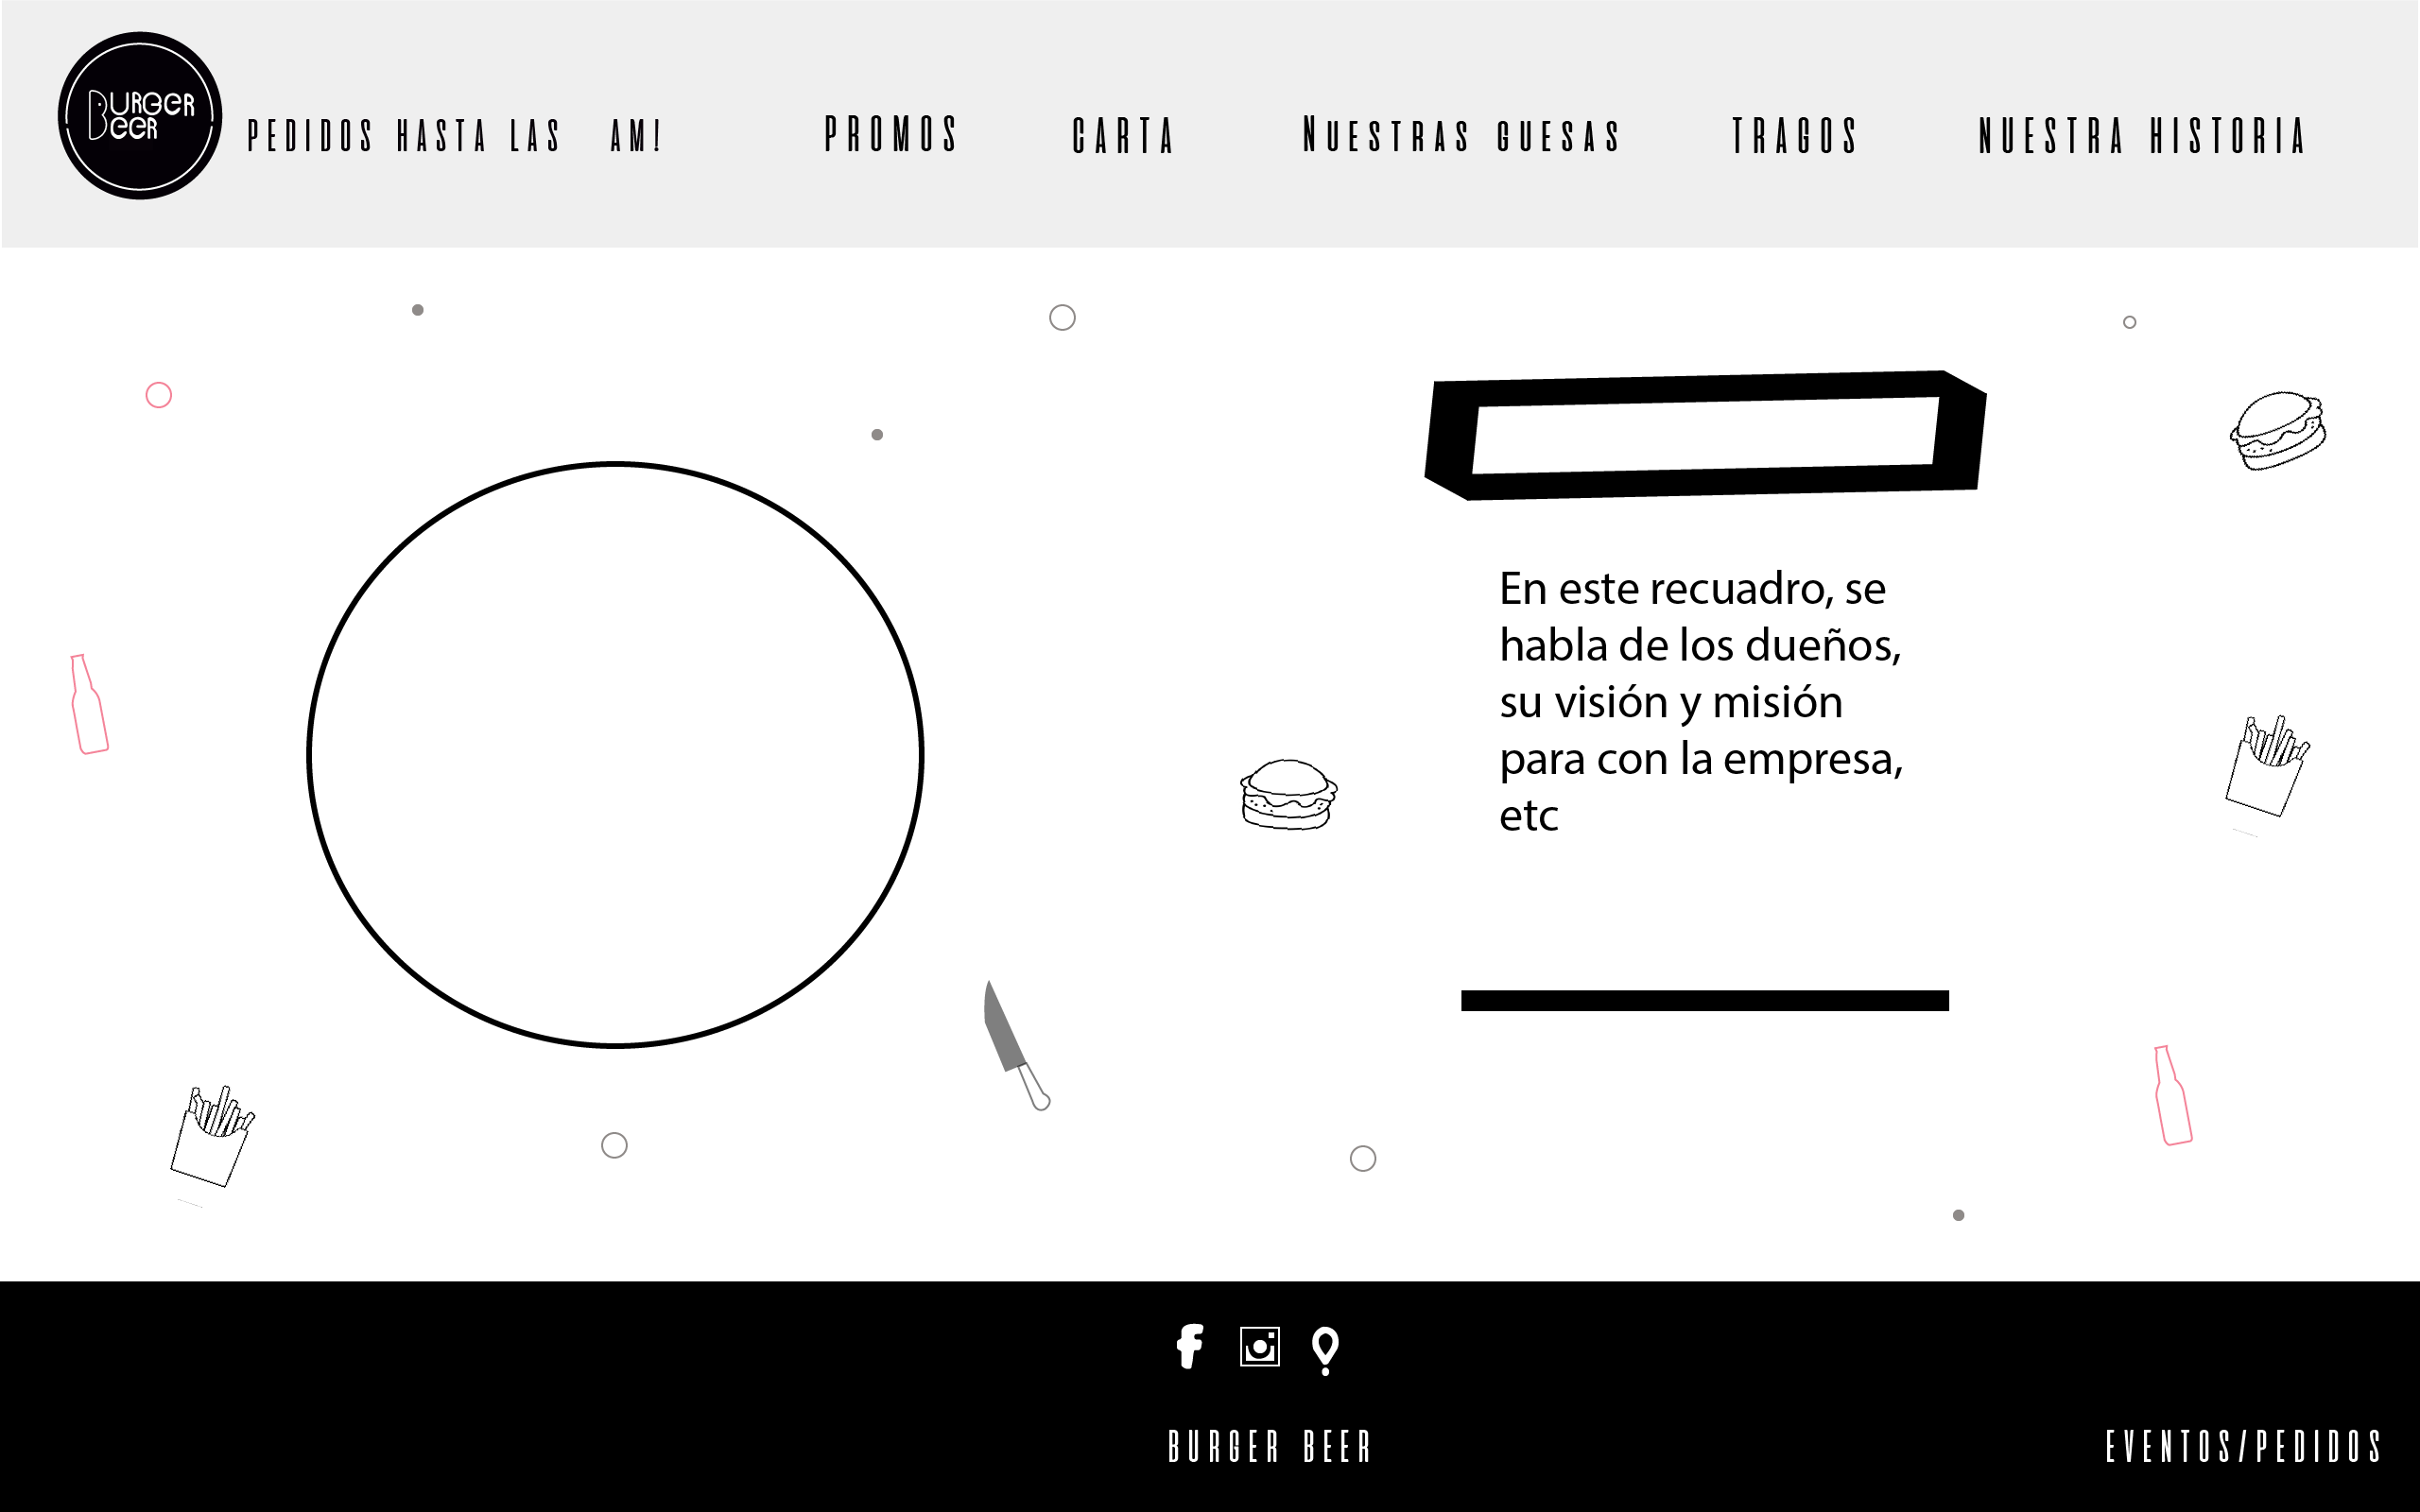 BURGER
BEER
PEDIDOS HASTA LAS AM!
PROMOS
CARTA
NUESTRAS GUESAS
TRAGOS
NUESTRA HISTORIA
En este recuadro, se
habla de los dueños,
su visión y misión
para con la empresa,
etc
BURGER BEER
EVENTOS/PEDIDOS